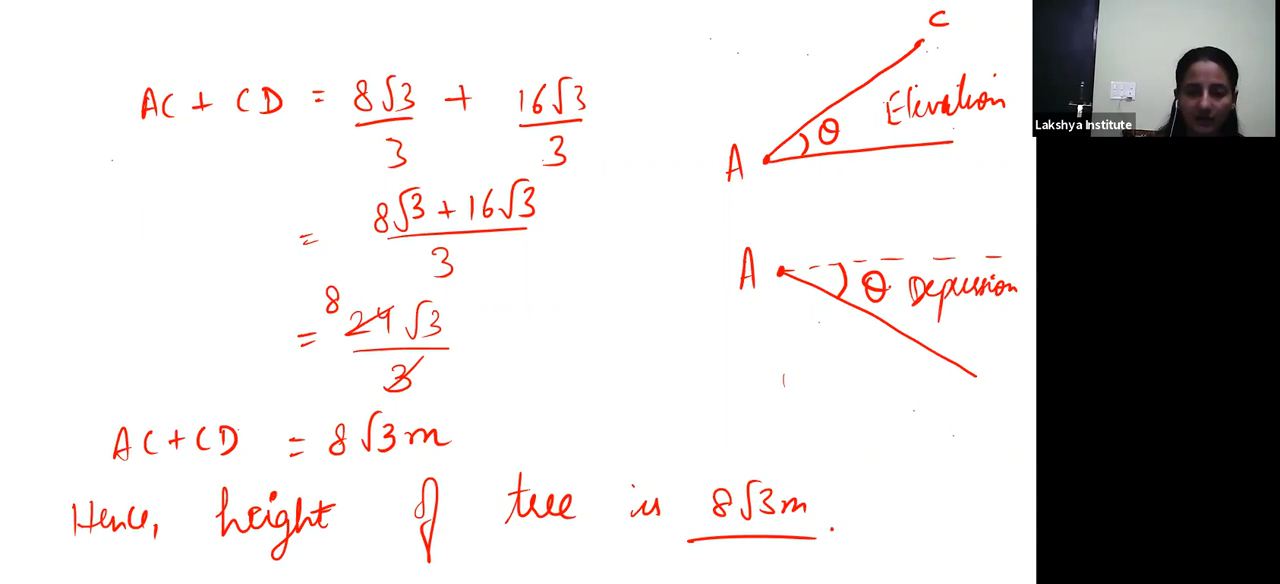 AC + CD = 8√3/3 + 16√3/3
= 8√3 + 16√3/3
= 8 24√3/3
AC + CD = 8√3 m
Hence, height of tree is 8√3 m.
C
A θ Elevation
A θ Depression
Lakshya Institute